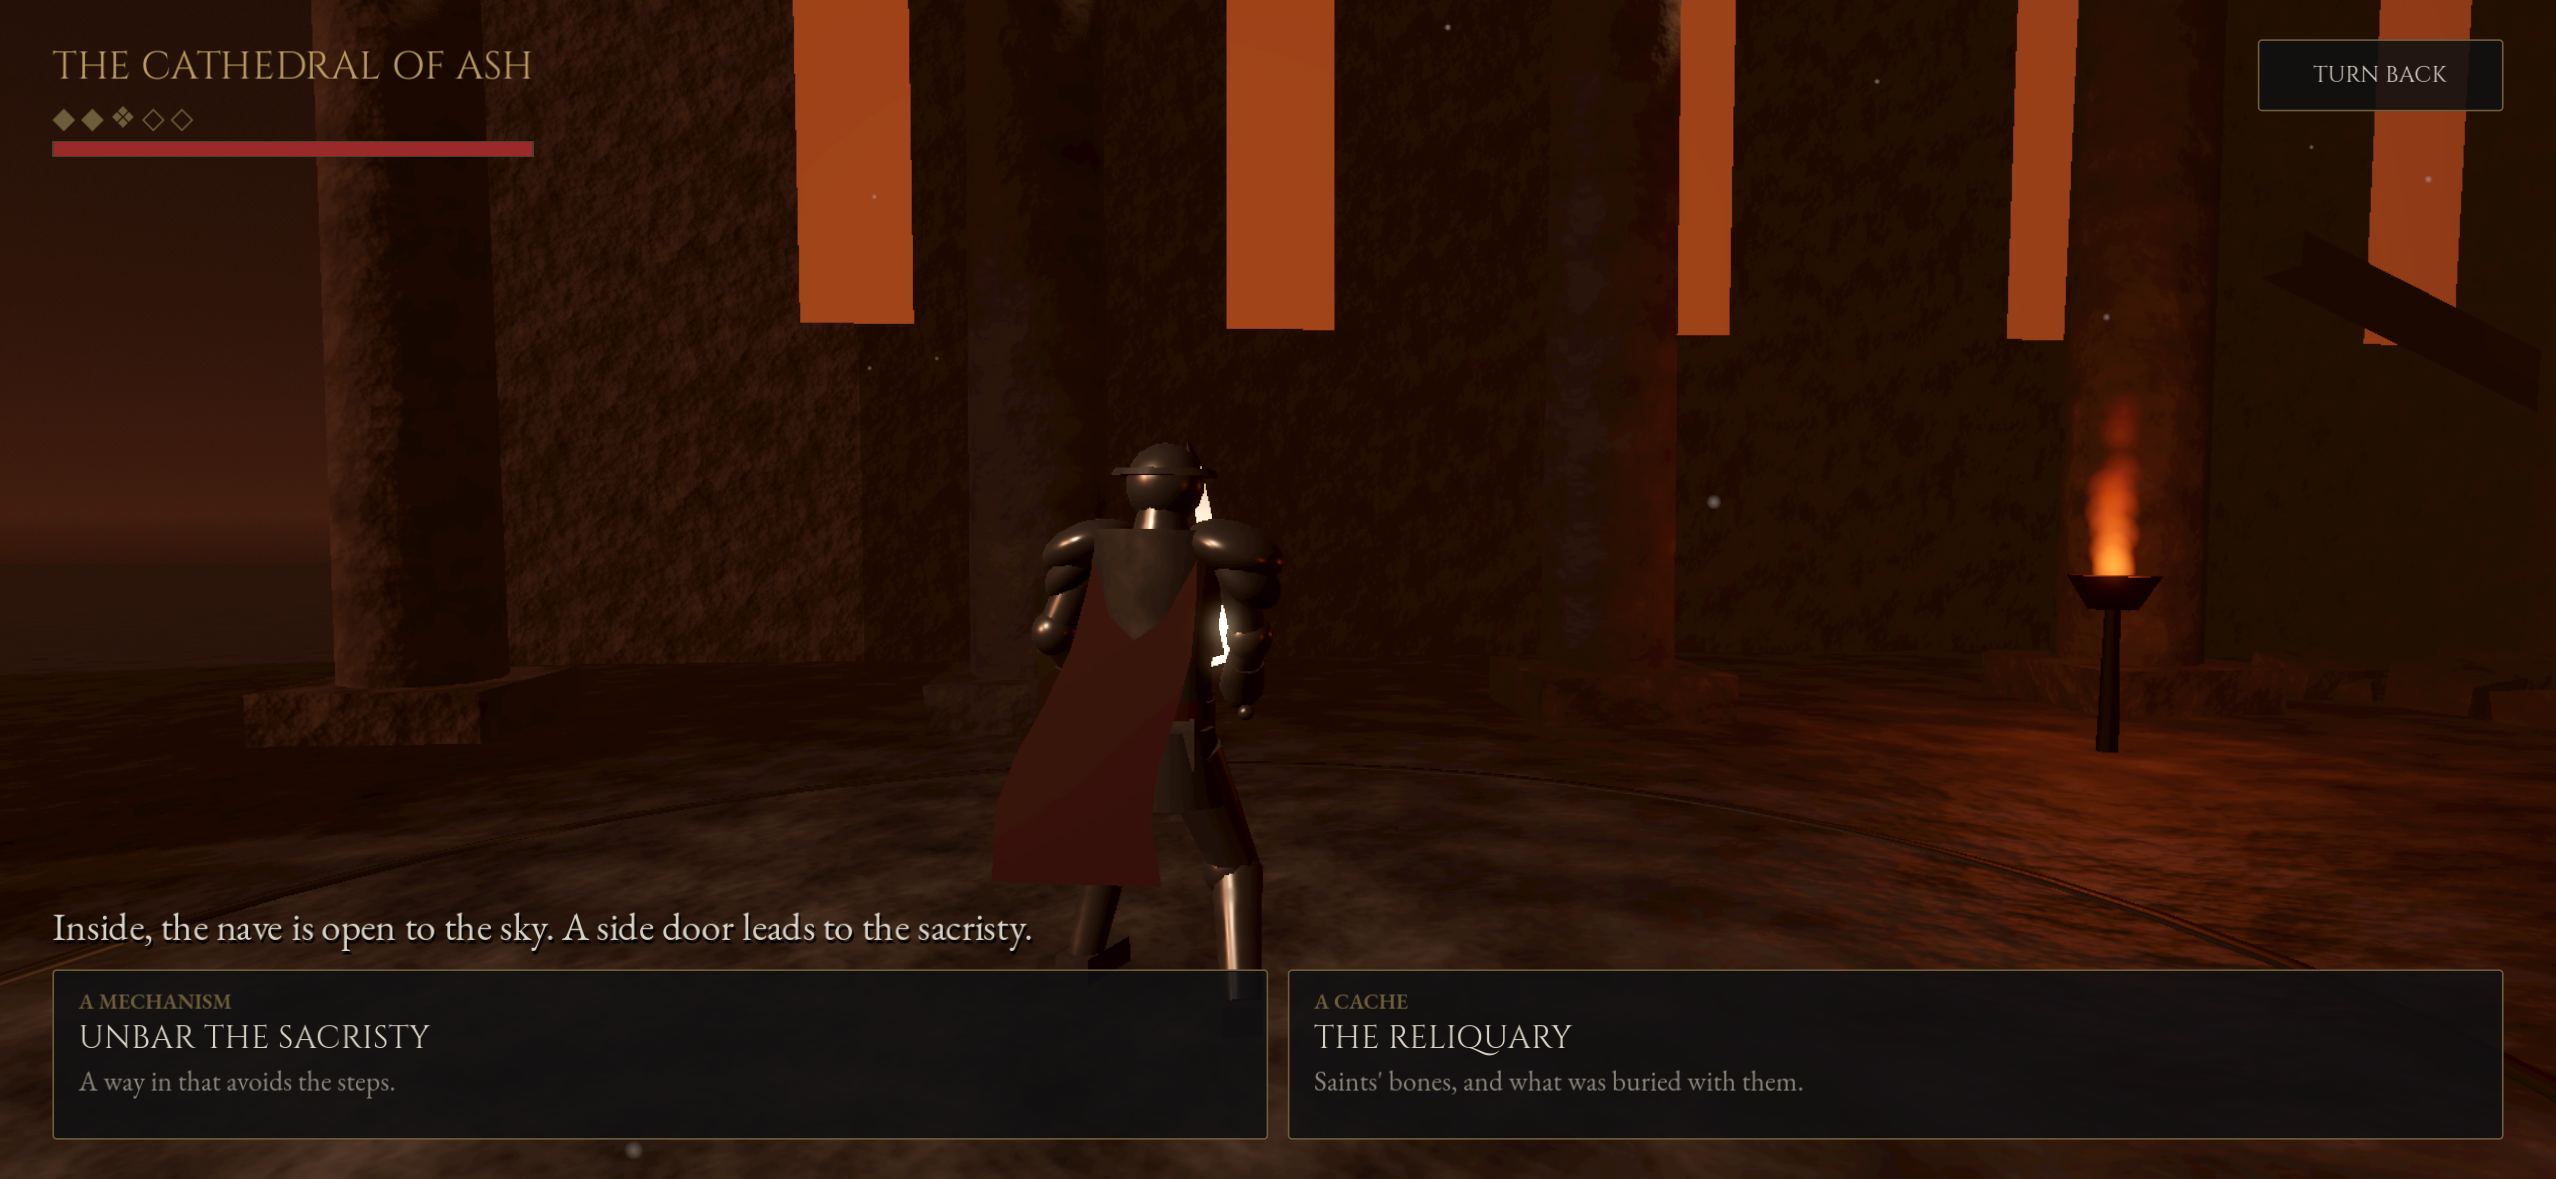 THE CATHEDRAL OF ASH
TURN BACK
Inside, the nave is open to the sky. A side door leads to the sacristy.
A MECHANISM
UNBAR THE SACRISTY
A way in that avoids the steps.
A CACHE
THE RELIQUARY
Saints' bones, and what was buried with them.